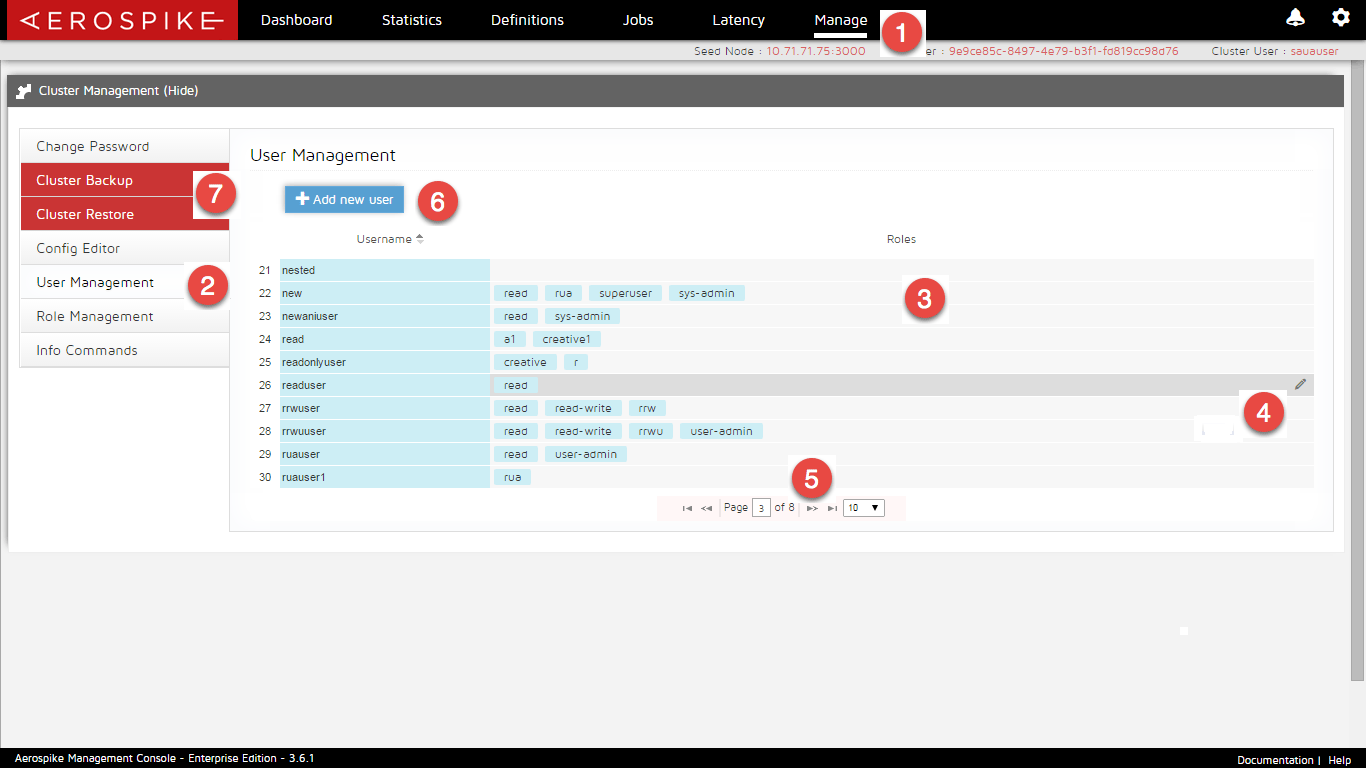 AEROSPIKE Dashboard Statistics Definitions Jobs Latency Manage 1
Seed Node : 10.71.71.75:3000 er : 9e9ce85c-8497-4e79-b3f1-fd819cc98d76 Cluster User : sauauser
Cluster Management (Hide)
Change Password
Cluster Backup
7
Cluster Restore
Config Editor
User Management
2
Role Management
Info Commands
User Management
Add new user 6
Username Roles
21 nested
22 new read rua superuser sys-admin
3
23 newaniuser read sys-admin
24 read a1 creative1
25 readonlyuser creative r
26 readuser read
27 rrwuser read read-write rrw
4
28 rrwuuser read read-write rrwu user-admin
29 ruauser read user-admin
30 ruauser1 rua
5
Page 3 of 8 10
Aerospike Management Console - Enterprise Edition - 3.6.1 Documentation | Help